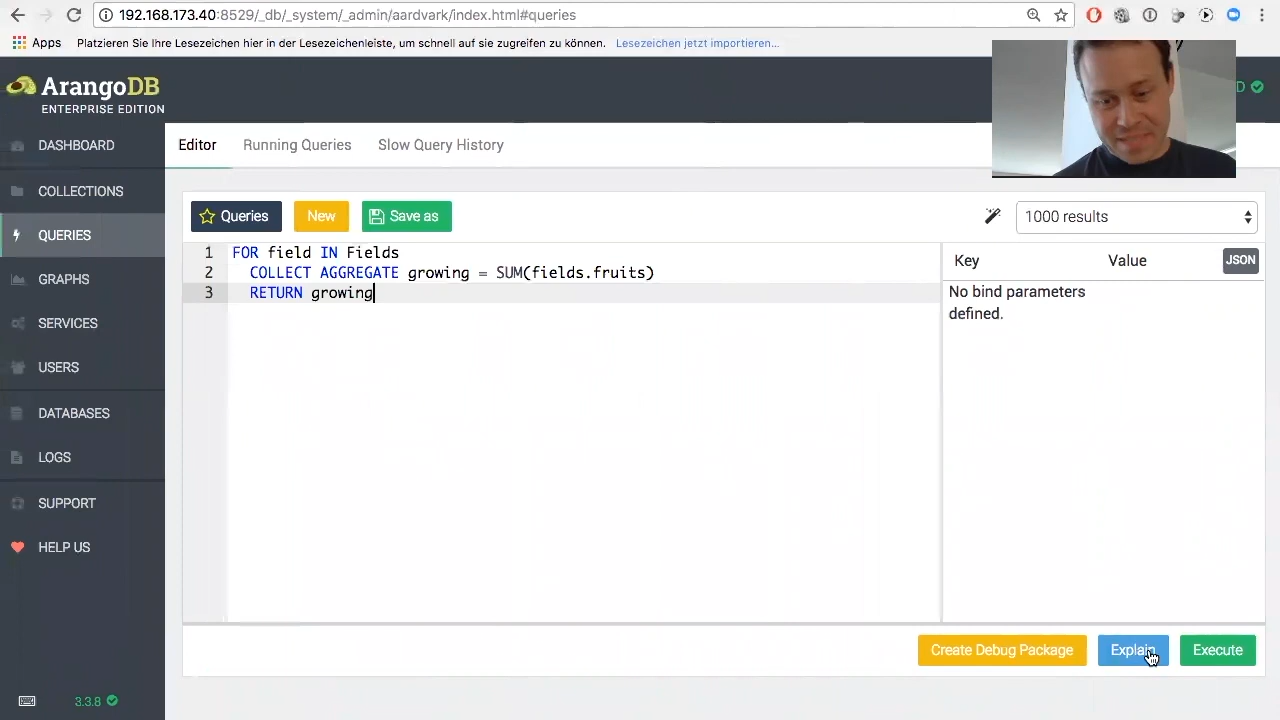 192.168.173.40:8529/_db/_system/_admin/aardvark/index.html#queries
Apps Platzieren Sie Ihre Lesezeichen hier in der Lesezeichenleiste, um schnell auf sie zugreifen zu können. Lesezeichen jetzt importieren...
ArangoDB
ENTERPRISE EDITION
D
DASHBOARD
COLLECTIONS
QUERIES
GRAPHS
SERVICES
USERS
DATABASES
LOGS
SUPPORT
HELP US
3.3.8
Editor Running Queries Slow Query History
Queries New Save as 1000 results
1 FOR field IN Fields
2 COLLECT AGGREGATE growing = SUM(fields.fruits)
3 RETURN growing
Key Value JSON
No bind parameters
defined.
Create Debug Package Explain Execute